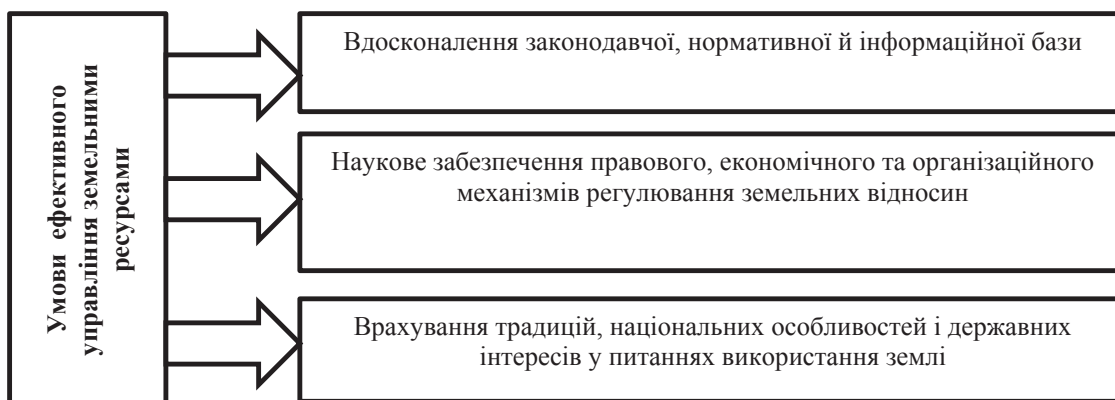 Умови ефективного
управління земельними
ресурсами
Вдосконалення законодавчої, нормативної й інформаційної бази
Наукове забезпечення правового, економічного та організаційного
механізмів регулювання земельних відносин
Врахування традицій, національних особливостей і державних
інтересів у питаннях використання землі